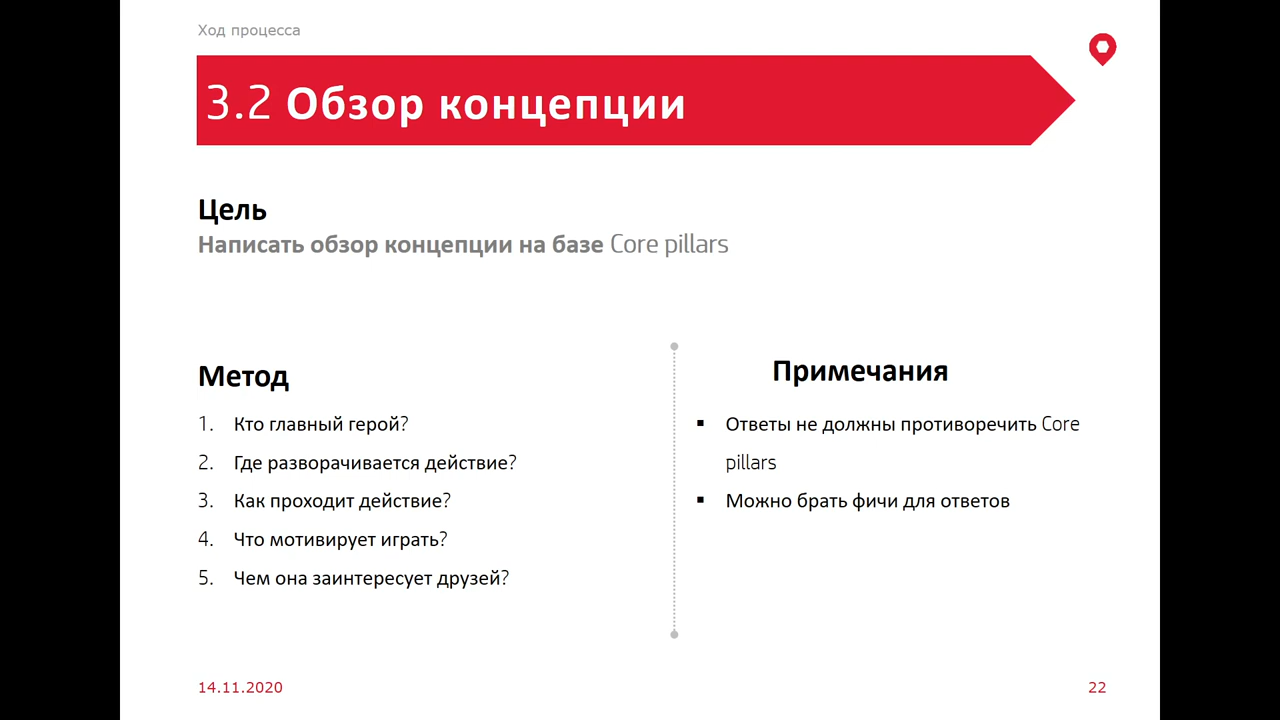 Ход процесса
3.2 Обзор концепции
Цель
Написать обзор концепции на базе Core pillars
Метод
1. Кто главный герой?
2. Где разворачивается действие?
3. Как проходит действие?
4. Что мотивирует играть?
5. Чем она заинтересует друзей?
Примечания
▪ Ответы не должны противоречить Core
pillars
▪ Можно брать фичи для ответов
14.11.2020
22